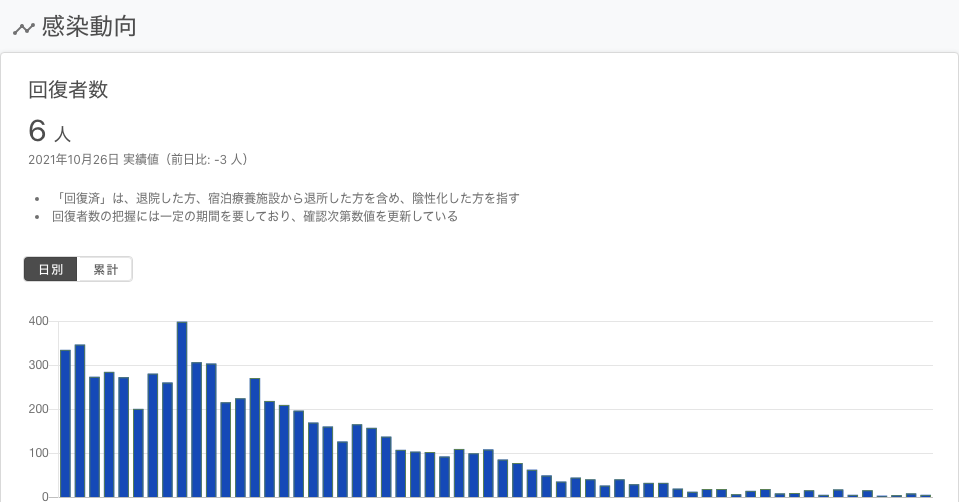 感染動向
回復者数
6 人
2021年10月26日 実績値（前日比: -3 人）
• 「回復済」は、退院した方、宿泊療養施設から退所した方を含め、陰性化した方を指す
• 回復者数の把握には一定の期間を要しており、確認次第数値を更新している
日別 累計
400
300
200
100
0